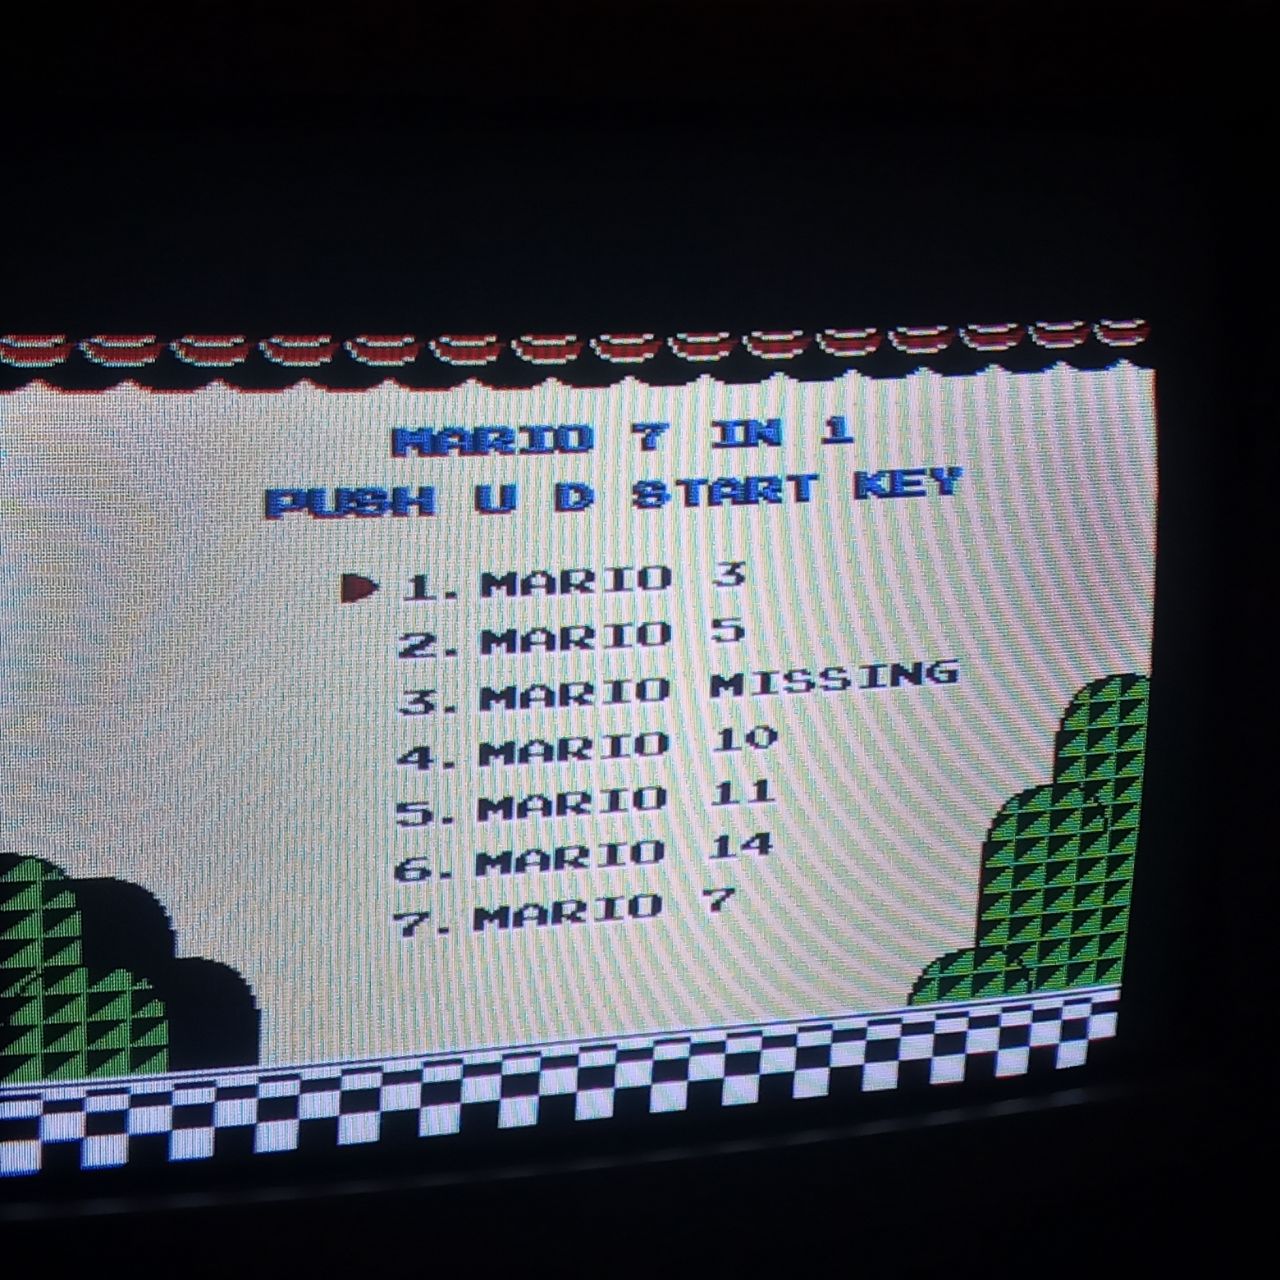 MARIO 7 IN 1
PUSH U D START KEY
1. MARIO 3
2. MARIO 5
3. MARIO MISSING
4. MARIO 10
5. MARIO 11
6. MARIO 14
7. MARIO 7